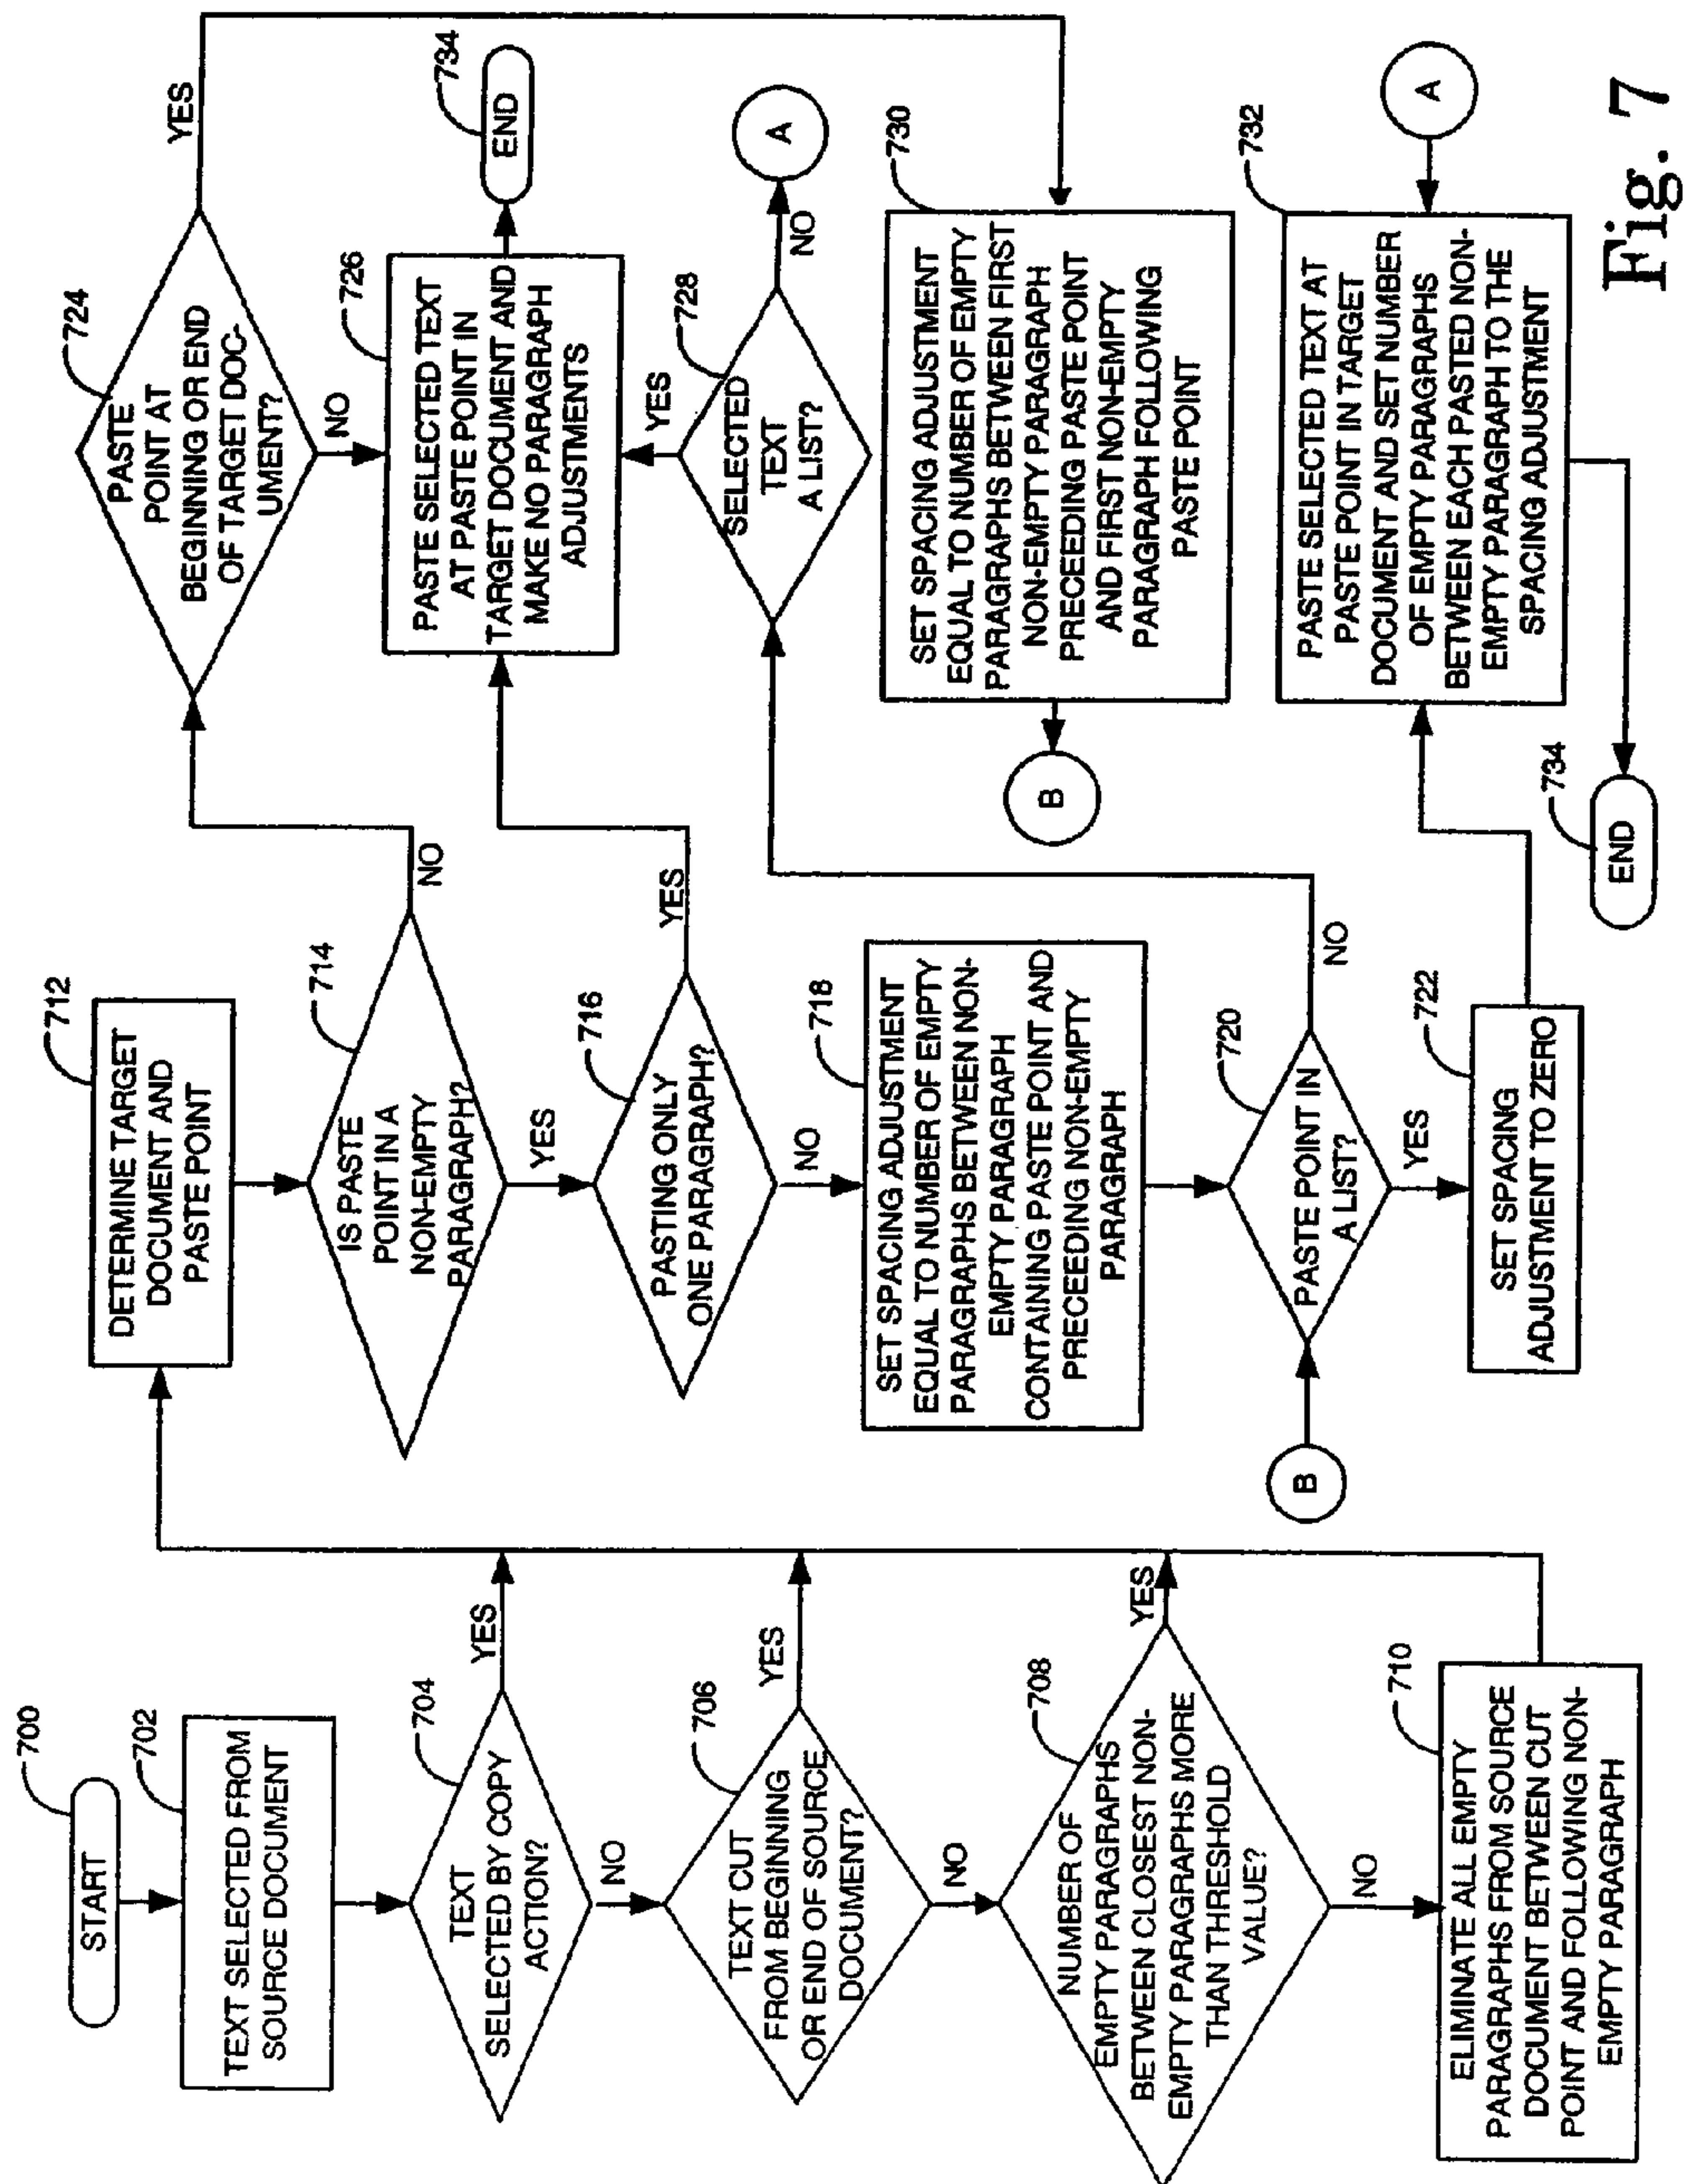 700
START
702
TEXT SELECTED FROM
SOURCE DOCUMENT
704
TEXT
SELECTED BY COPY
ACTION?
YES
NO
706
TEXT CUT
FROM BEGINNING
OR END OF SOURCE
DOCUMENT?
YES
NO
708
NUMBER OF
EMPTY PARAGRAPHS
BETWEEN CLOSEST NON-
EMPTY PARAGRAPHS MORE
THAN THRESHOLD
VALUE?
YES
NO
710
ELIMINATE ALL EMPTY
PARAGRAPHS FROM SOURCE
DOCUMENT BETWEEN CUT
POINT AND FOLLOWING NON-
EMPTY PARAGRAPH
712
DETERMINE TARGET
DOCUMENT AND
PASTE POINT
714
IS PASTE
POINT IN A
NON-EMPTY
PARAGRAPH?
NO
YES
716
PASTING ONLY
ONE PARAGRAPH?
YES
NO
718
SET SPACING ADJUSTMENT
EQUAL TO NUMBER OF EMPTY
PARAGRAPHS BETWEEN NON-
EMPTY PARAGRAPH
CONTAINING PASTE POINT AND
PRECEEDING NON-EMPTY
PARAGRAPH
B
720
PASTE POINT IN
A LIST?
NO
YES
722
SET SPACING
ADJUSTMENT TO ZERO
724
PASTE
POINT AT
BEGINNING OR END
OF TARGET DOC-
UMENT?
YES
NO
726
PASTE SELECTED TEXT
AT PASTE POINT IN
TARGET DOCUMENT AND
MAKE NO PARAGRAPH
ADJUSTMENTS
734
END
YES
728
SELECTED
TEXT
A LIST?
NO
A
730
SET SPACING ADJUSTMENT
EQUAL TO NUMBER OF EMPTY
PARAGRAPHS BETWEEN FIRST
NON-EMPTY PARAGRAPH
PRECEEDING PASTE POINT
AND FIRST NON-EMPTY
PARAGRAPH FOLLOWING
PASTE POINT
B
732
PASTE SELECTED TEXT AT
PASTE POINT IN TARGET
DOCUMENT AND SET NUMBER
OF EMPTY PARAGRAPHS
BETWEEN EACH PASTED NON-
EMPTY PARAGRAPH TO THE
SPACING ADJUSTMENT
A
734
END
Fig. 7